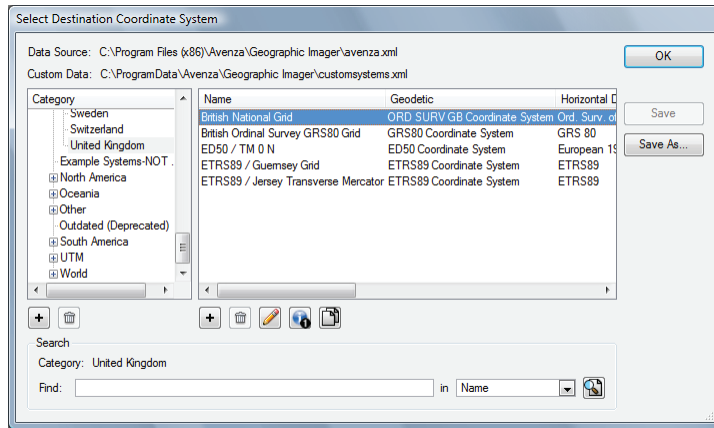 Select Destination Coordinate System
Data Source: C:\Program Files (x86)\Avenza\Geographic Imager\avenza.xml
OK
Custom Data: C:\ProgramData\Avenza\Geographic Imager\customsystems.xml
Category
Sweden
Switzerland
United Kingdom
Example Systems-NOT .
North America
Oceania
Other
Outdated (Deprecated)
South America
UTM
World
Name Geodetic Horizontal D
British National Grid ORD SURV GB Coordinate System Ord. Surv. of
British Ordinal Survey GRS80 Grid GRS80 Coordinate System GRS 80
ED50 / TM 0 N ED50 Coordinate System European 19
ETRS89 / Guernsey Grid ETRS89 Coordinate System ETRS89
ETRS89 / Jersey Transverse Mercator ETRS89 Coordinate System ETRS89
Save
Save As...
Search
Category: United Kingdom
Find: in Name